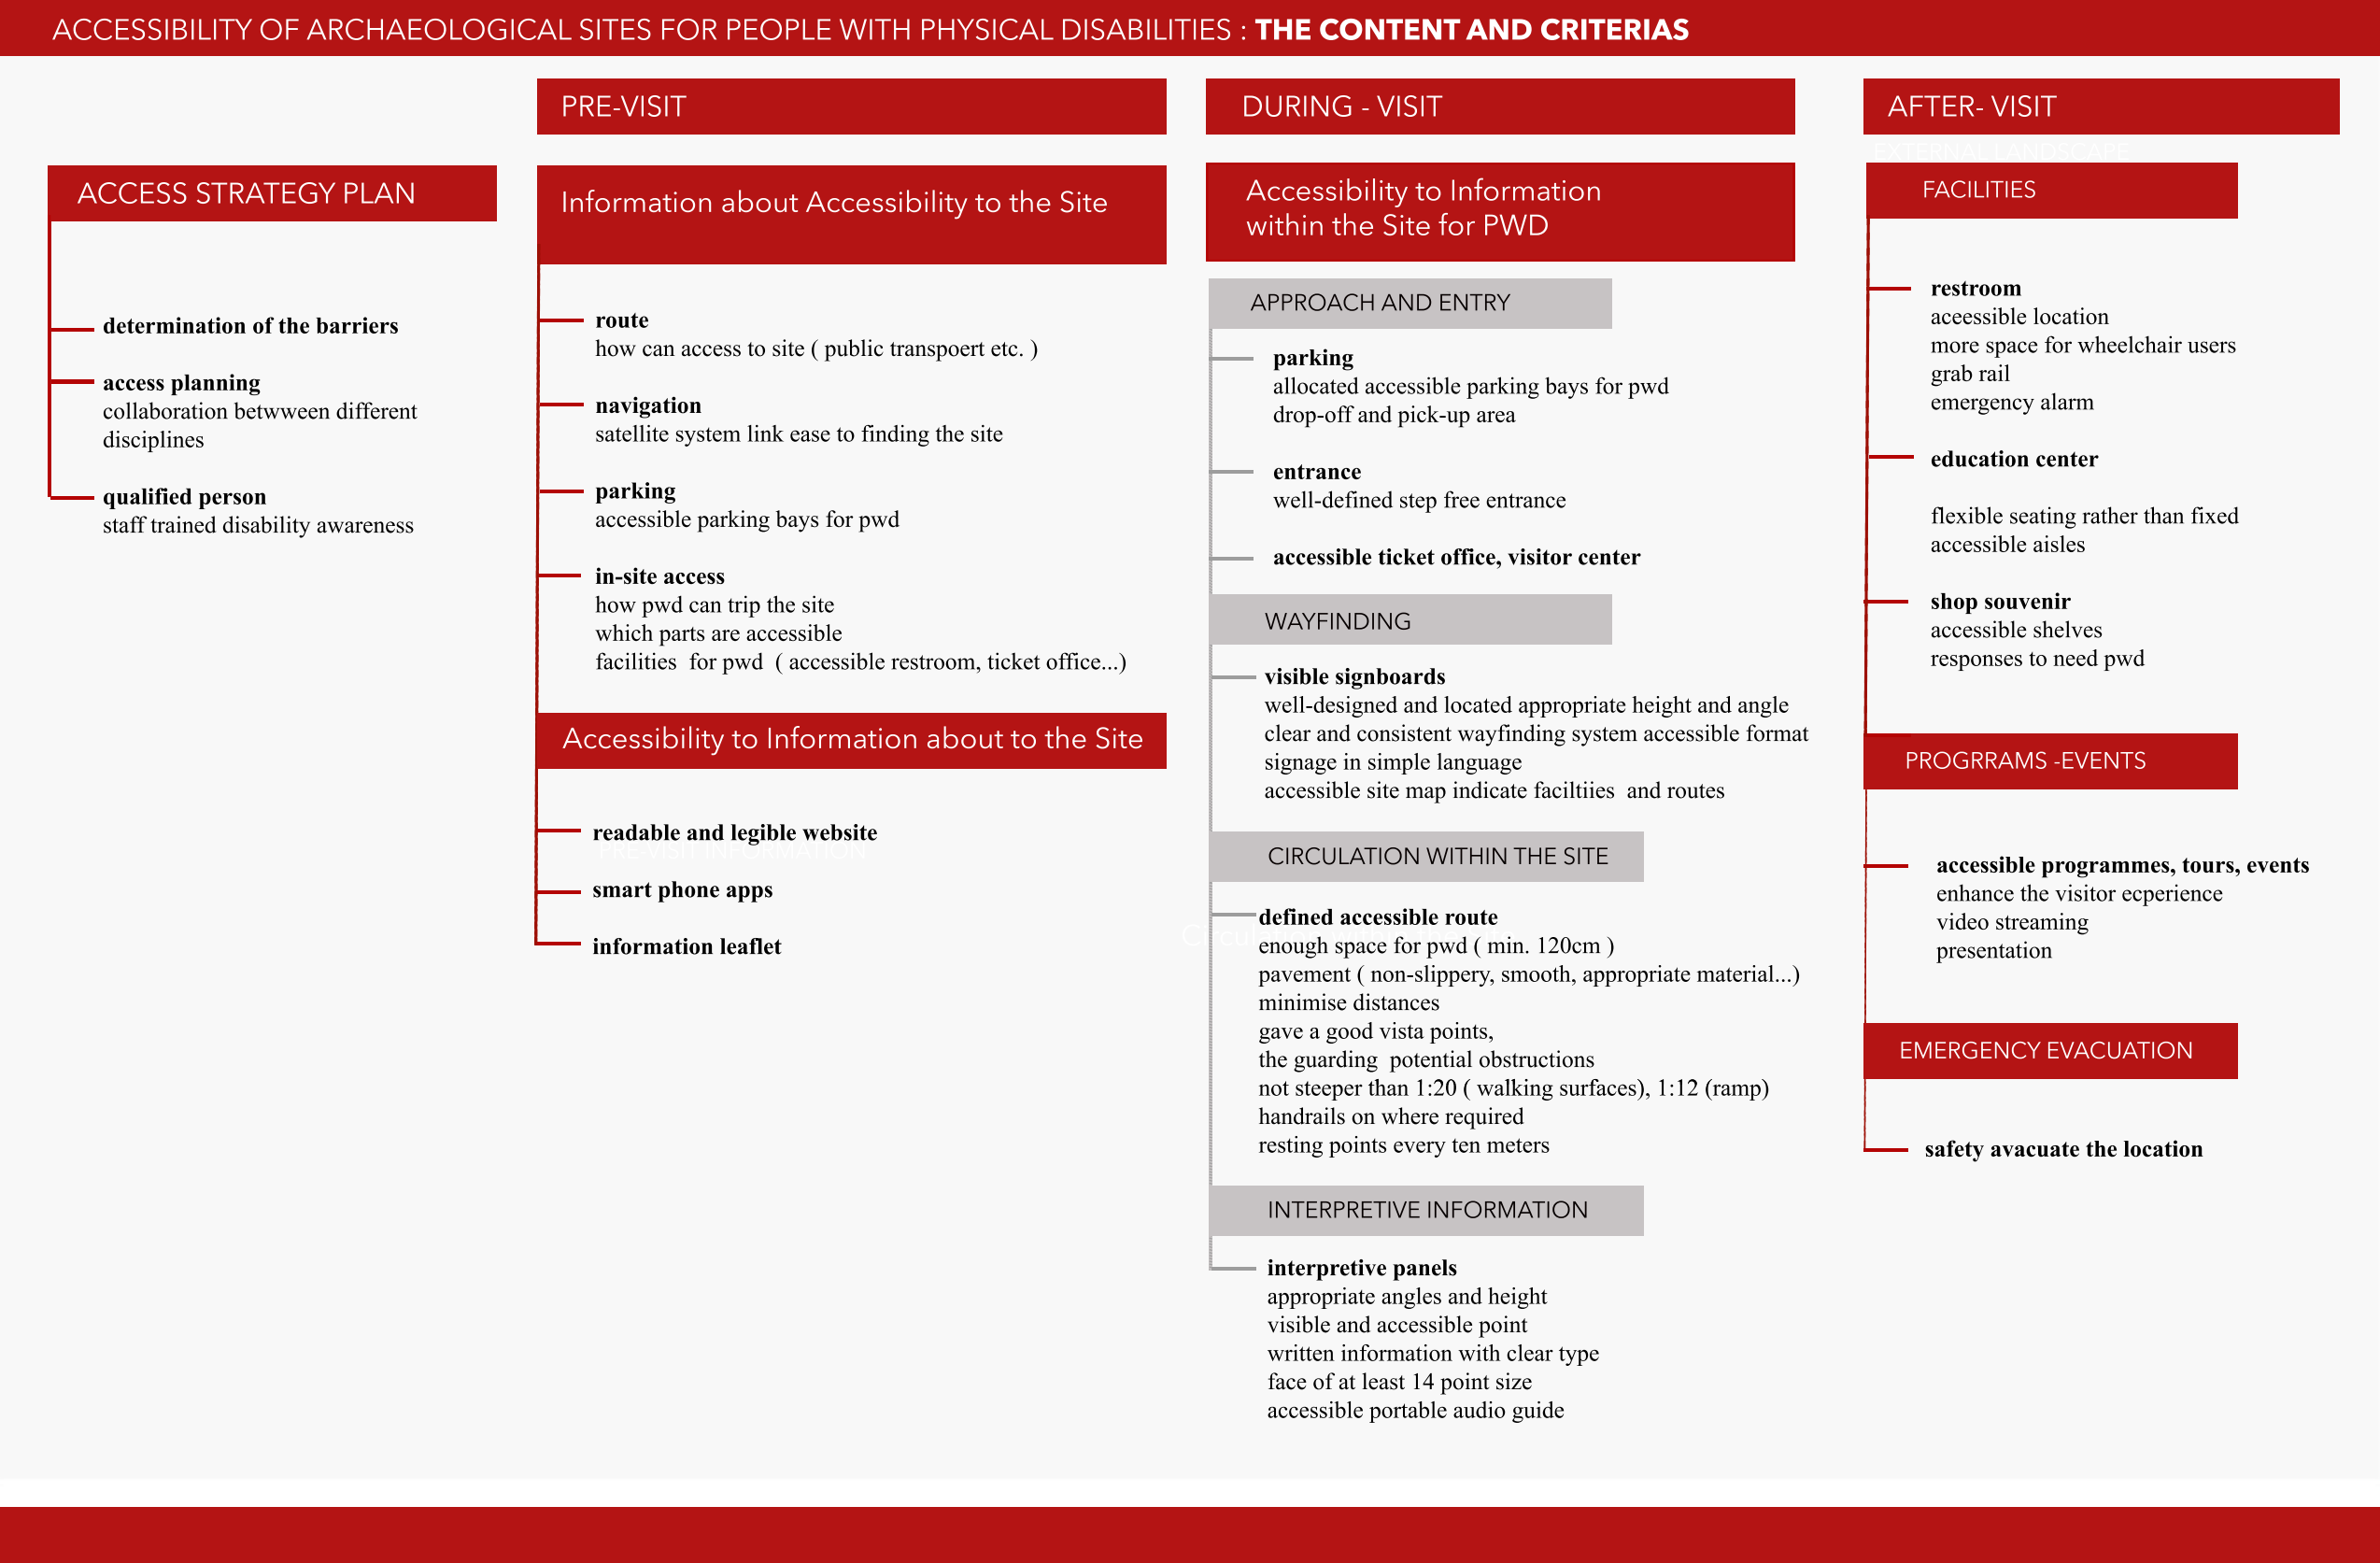 ACCESSIBILITY OF ARCHAEOLOGICAL SITES FOR PEOPLE WITH PHYSICAL DISABILITIES : THE CONTENT AND CRITERIAS
ACCESS STRATEGY PLAN
determination of the barriers
access planning
collaboration betwween different
disciplines
qualified person
staff trained disability awareness
PRE-VISIT
Information about Accessibility to the Site
route
how can access to site ( public transpoert etc. )
navigation
satellite system link ease to finding the site
parking
accessible parking bays for pwd
in-site access
how pwd can trip the site
which parts are accessible
facilities  for pwd  ( accessible restroom, ticket office...)
Accessibility to Information about to the Site
readable and legible website
PRE-VISIT INFORMATION
smart phone apps
information leaflet
DURING - VISIT
Accessibility to Information
within the Site for PWD
APPROACH AND ENTRY
parking
allocated accessible parking bays for pwd
drop-off and pick-up area
entrance
well-defined step free entrance
accessible ticket office, visitor center
WAYFINDING
visible signboards
well-designed and located appropriate height and angle
clear and consistent wayfinding system accessible format
signage in simple language
accessible site map indicate faciltiies  and routes
CIRCULATION WITHIN THE SITE
defined accessible route
enough space for pwd ( min. 120cm )
pavement ( non-slippery, smooth, appropriate material...)
minimise distances
gave a good vista points,
the guarding  potential obstructions
not steeper than 1:20 ( walking surfaces), 1:12 (ramp)
handrails on where required
resting points every ten meters
INTERPRETIVE INFORMATION
interpretive panels
appropriate angles and height
visible and accessible point
written information with clear type
face of at least 14 point size
accessible portable audio guide
AFTER- VISIT
EXTERNAL LANDSCAPE
FACILITIES
restroom
aceessible location
more space for wheelchair users
grab rail
emergency alarm
education center
flexible seating rather than fixed
accessible aisles
shop souvenir
accessible shelves
responses to need pwd
PROGRRAMS -EVENTS
accessible programmes, tours, events
enhance the visitor ecperience
video streaming
presentation
EMERGENCY EVACUATION
safety avacuate the location